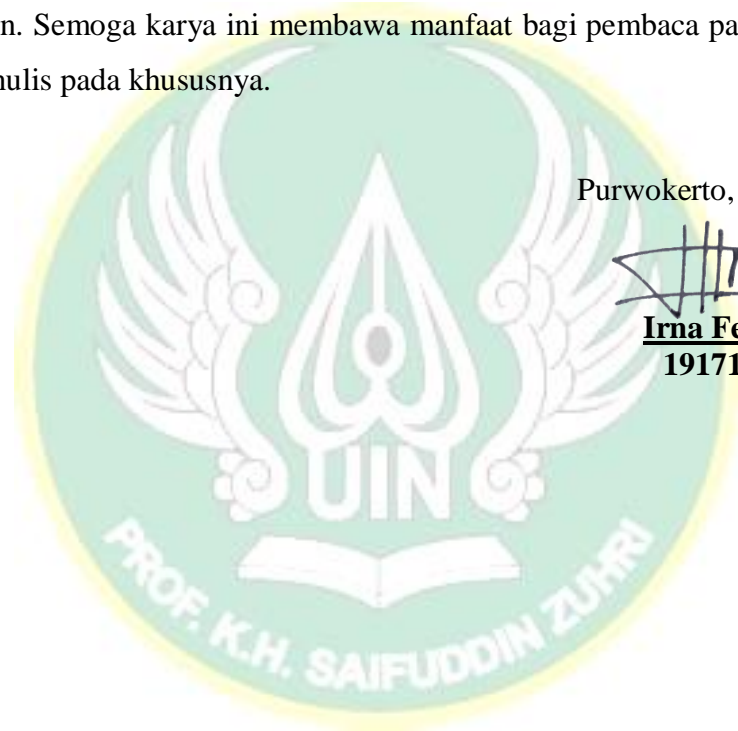 n. Semoga karya ini membawa manfaat bagi pembaca pa
nulis pada khususnya.
Purwokerto,
Irna Fe
19171
UIN
PROF. K.H. SAIFUDDIN ZUHRI